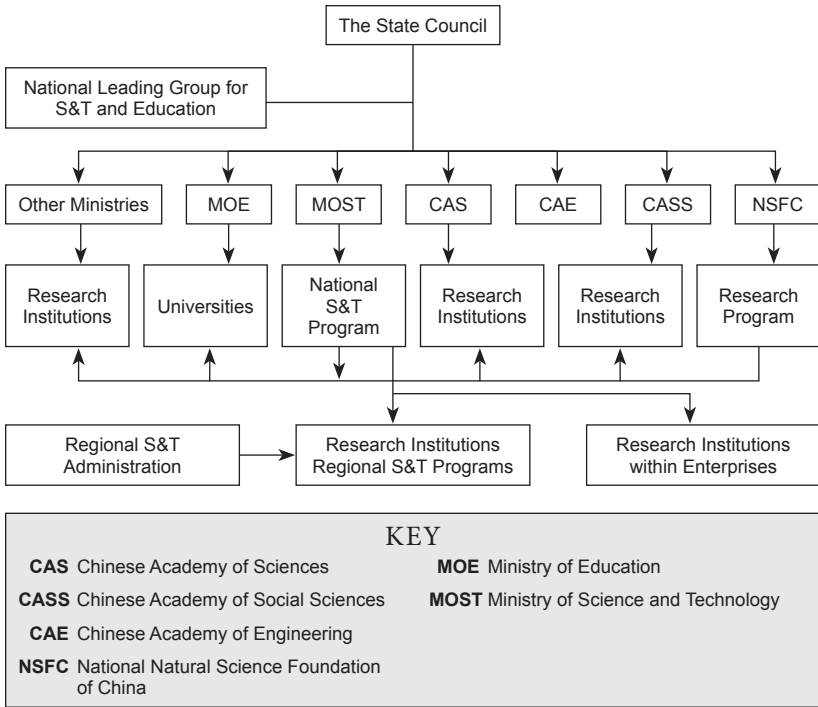 The State Council
National Leading Group for
S&T and Education
Other Ministries
MOE
MOST
CAS
CAE
CASS
NSFC
Research
Institutions
Universities
National
S&T
Program
Research
Institutions
Research
Institutions
Research
Program
Regional S&T
Administration
Research Institutions
Regional S&T Programs
Research Institutions
within Enterprises
KEY
CAS Chinese Academy of Sciences
CASS Chinese Academy of Social Sciences
CAE Chinese Academy of Engineering
NSFC National Natural Science Foundation
of China
MOE Ministry of Education
MOST Ministry of Science and Technology